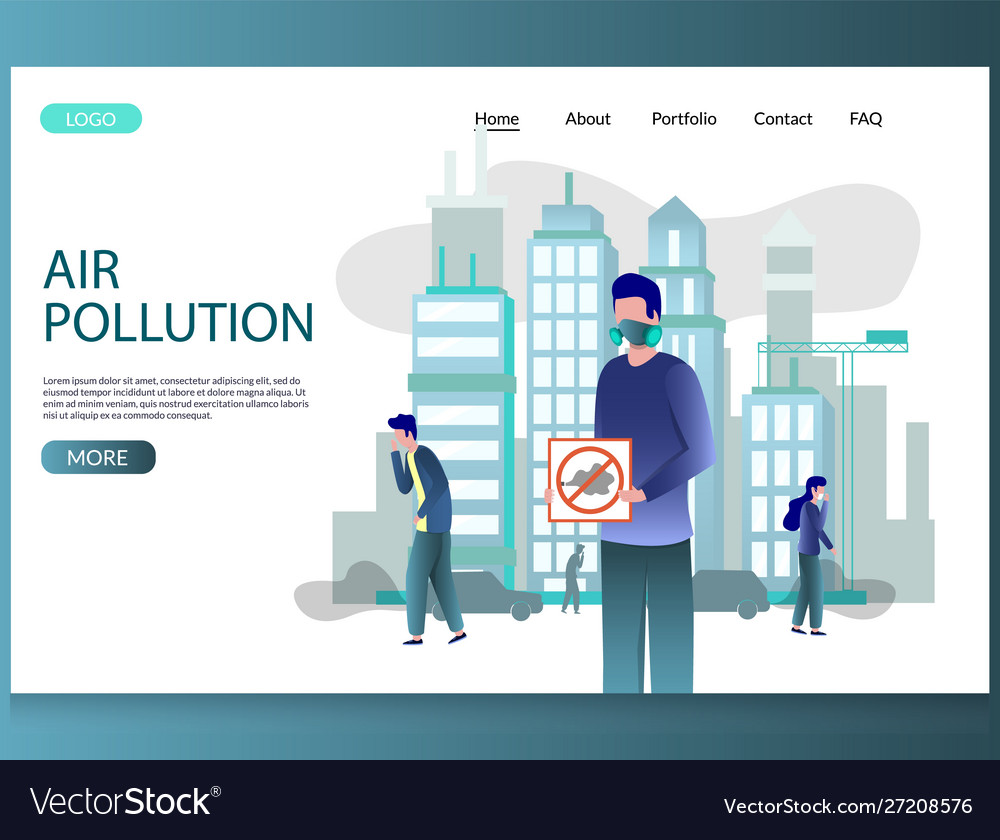 LOGO
Home About Portfolio Contact FAQ
AIR
POLLUTION
Lorem ipsum dolor sit amet, consectetur adipiscing elit, sed do
eiusmod tempor incididunt ut labore et dolore magna aliqua. Ut
enim ad minim veniam, quis nostrud exercitation ullamco laboris
nisi ut aliquip ex ea commodo consequat.
MORE
VectorStock®
VectorStock.com/27208576